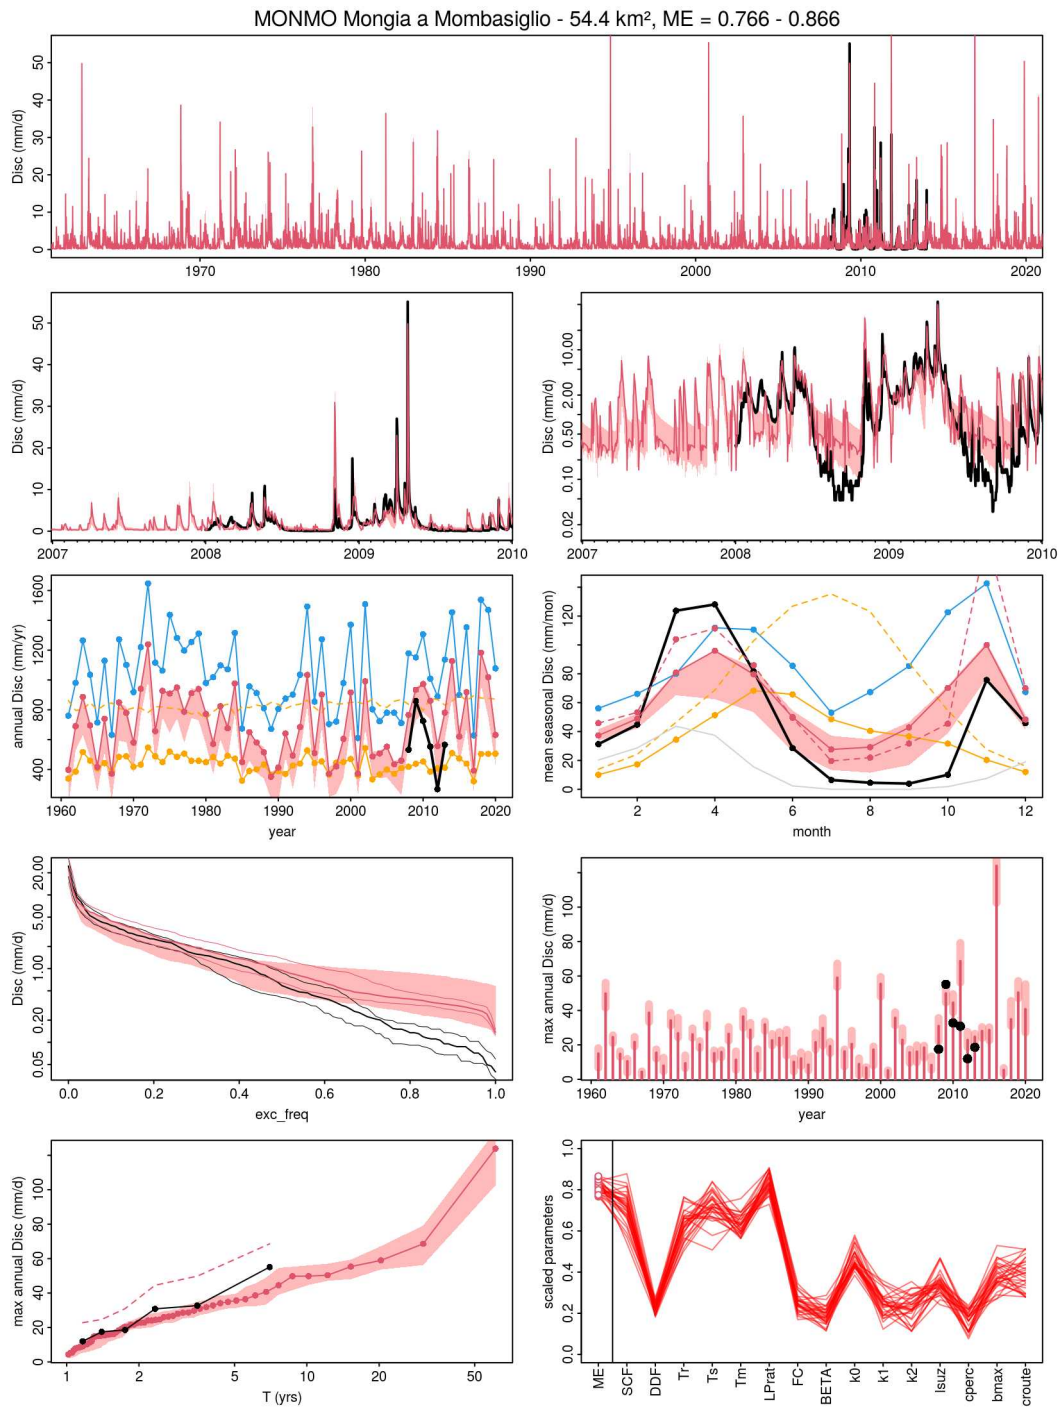 MONMO Mongia a Mombasiglio - 54.4 km², ME = 0.766 - 0.866
Disc (mm/d)
0 10 20 30 40 50
1970 1980 1990 2000 2010 2020
Disc (mm/d)
0 10 20 30 40 50
2007 2008 2009 2010
Disc (mm/d)
0.02 0.10 0.50 2.00 10.00
2007 2008 2009 2010
annual Disc (mm/yr)
400 800 1200 1600
1960 1970 1980 1990 2000 2010 2020
year
mean seasonal Disc (mm/mon)
0 20 40 60 80 120
2 4 6 8 10 12
month
Disc (mm/d)
0.05 0.20 1.00 5.00 20.00
0.0 0.2 0.4 0.6 0.8 1.0
exc_freq
max annual Disc (mm/d)
0 20 40 60 80 100
1960 1970 1980 1990 2000 2010 2020
year
max annual Disc (mm/d)
0 20 40 60 80 100
1 2 5 10 20 50
T (yrs)
scaled parameters
0.0 0.2 0.4 0.6 0.8 1.0
ME SCF DDF Tr Ts Tm LPrat FC BETA k0 k1 k2 lsuz cperc bmax croute